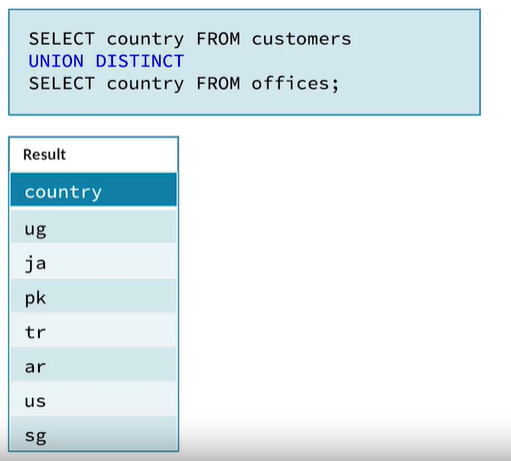 SELECT country FROM customers
UNION DISTINCT
SELECT country FROM offices;
Result
country
ug
ja
pk
tr
ar
us
sg